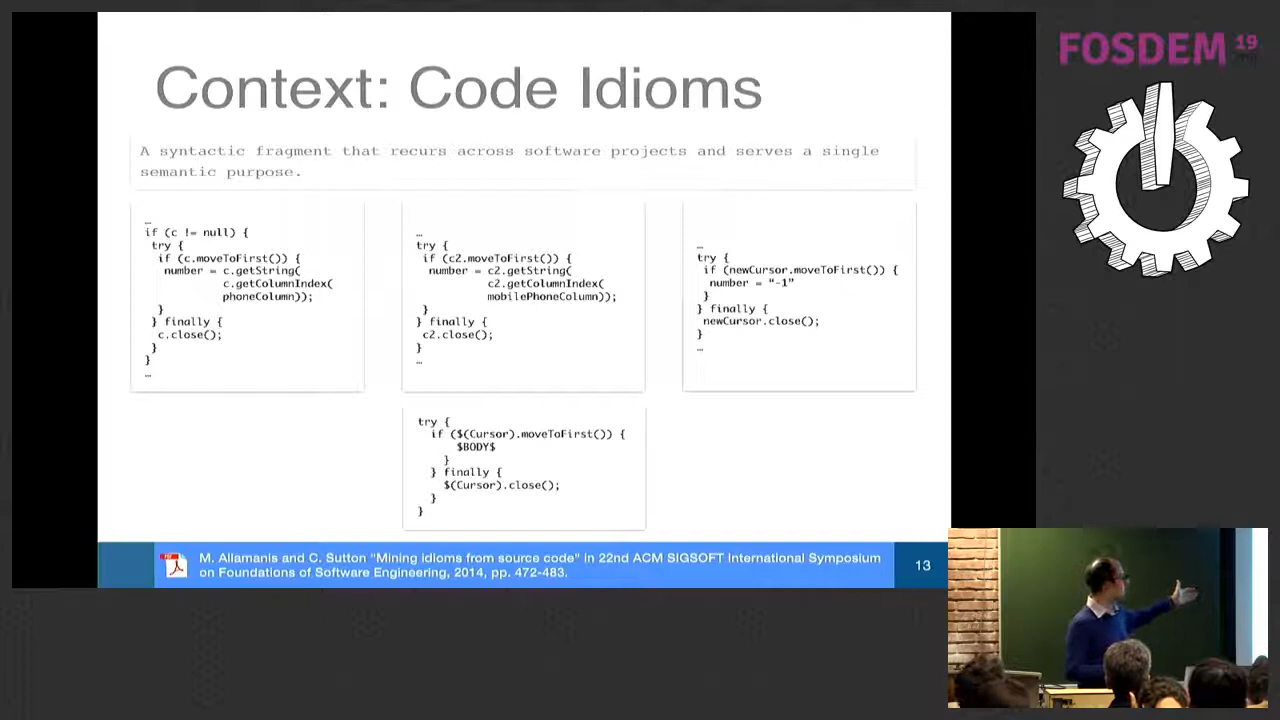 Context: Code Idioms
FOSDEM 19
A syntactic fragment that recurs across software projects and serves a single
semantic purpose.
…
if (c != null) {
try {
if (c.moveToFirst()) {
number = c.getString(
c.getColumnIndex(
phoneColumn));
}
} finally {
c.close();
}
}
…
…
try {
if (c2.moveToFirst()) {
number = c2.getString(
c2.getColumnIndex(
mobilePhoneColumn));
}
} finally {
c2.close();
}
…
…
try {
if (newCursor.moveToFirst()) {
number = "-1"
}
} finally {
newCursor.close();
}
…
try {
if ($(Cursor).moveToFirst()) {
$BODY$
}
} finally {
$(Cursor).close();
}
}
M. Allamanis and C. Sutton "Mining idioms from source code" in 22nd ACM SIGSOFT International Symposium
on Foundations of Software Engineering, 2014, pp. 472-483.
13